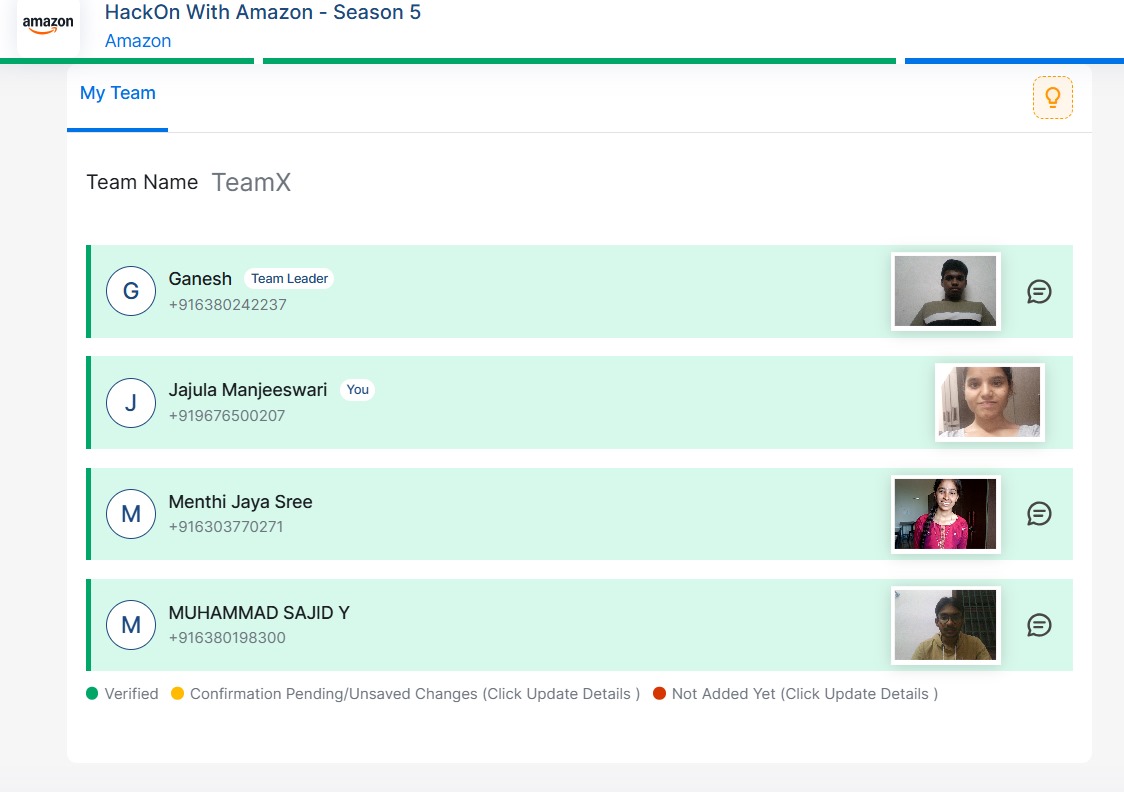 amazon
HackOn With Amazon - Season 5
Amazon
My Team
Team Name TeamX
G
Ganesh Team Leader
+916380242237
J
Jajula Manjeeswari You
+919676500207
M
Menthi Jaya Sree
+916303770271
M
MUHAMMAD SAJID Y
+916380198300
Verified Confirmation Pending/Unsaved Changes (Click Update Details ) Not Added Yet (Click Update Details )